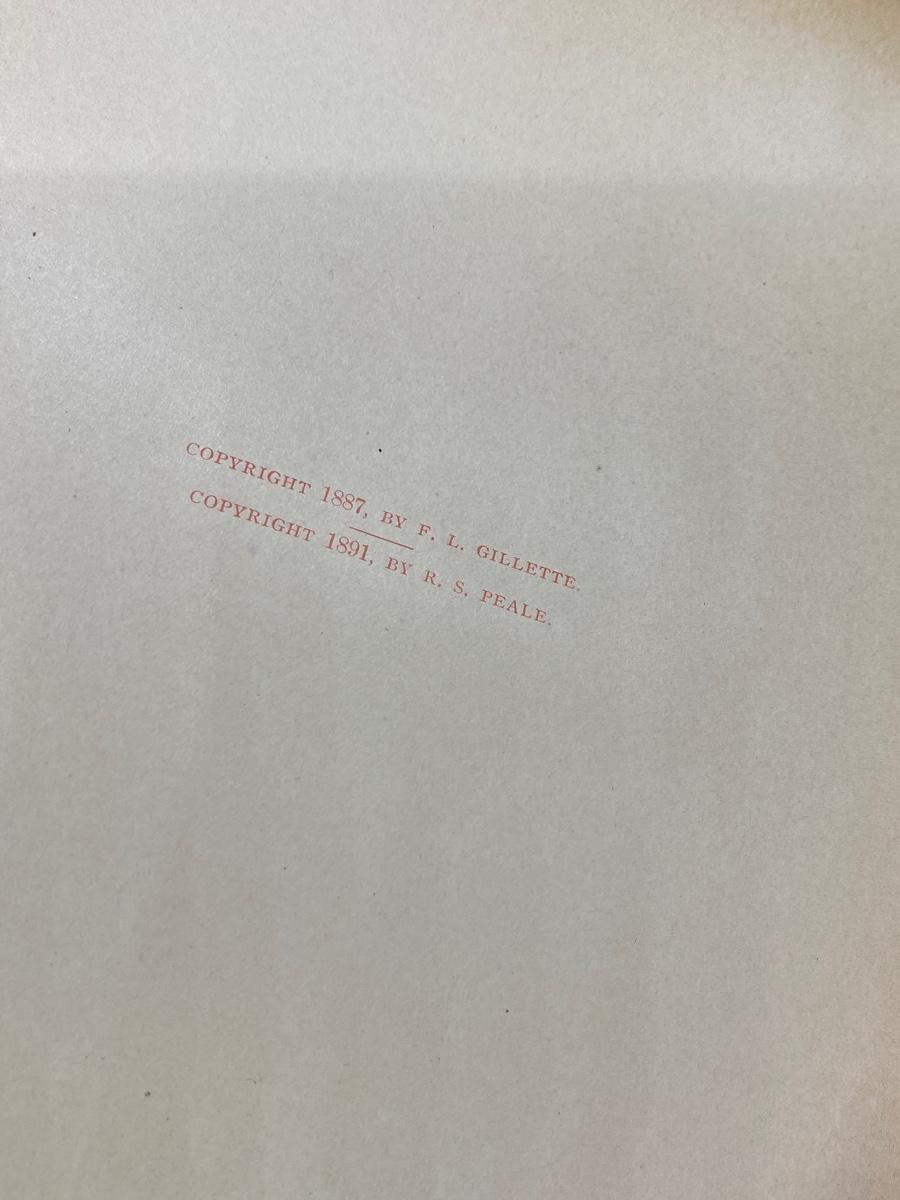 COPYRIGHT 1887, BY F. L. GILLETTE.
COPYRIGHT 1891, BY R. S. PEALE.